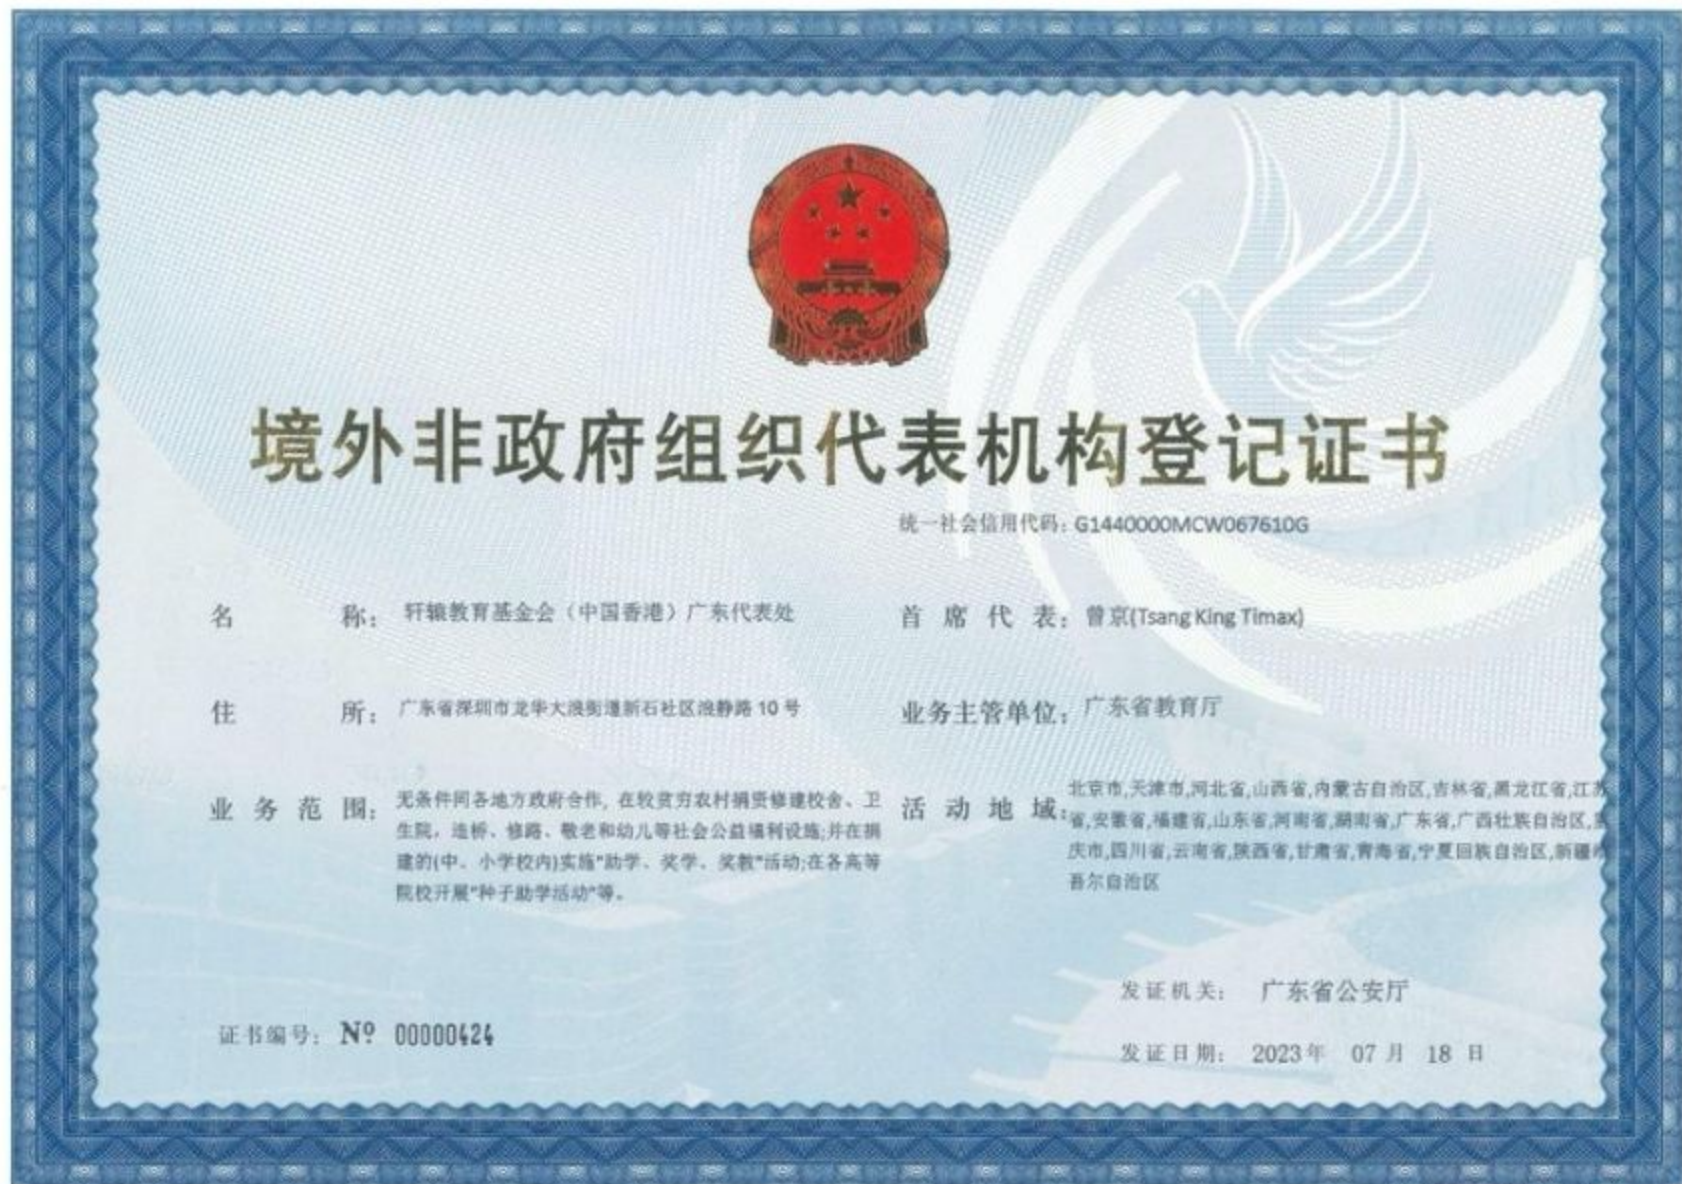 境外非政府组织代表机构登记证书
统一社会信用代码：G1440000MCW067610G
名称：轩辕教育基金会（中国香港）广东代表处
首席代表：曾京(Tsang King Timax)
住所：广东省深圳市龙华大浪街道新石社区浪静路 10 号
业务主管单位：广东省教育厅
业务范围：无条件同各地方政府合作, 在较贫穷农村捐资修建校舍、卫
生院，造桥、修路、敬老和幼儿等社会公益福利设施;并在捐
建的(中、小学校内)实施"助学、奖学、奖教"活动;在各高等
院校开展"种子助学活动"等。
活动地域：北京市,天津市,河北省,山西省,内蒙古自治区,吉林省,黑龙江省,江苏
省,安徽省,福建省,山东省,河南省,湖南省,广东省,广西壮族自治区,重
庆市,四川省,云南省,陕西省,甘肃省,青海省,宁夏回族自治区,新疆维
吾尔自治区
发证机关：广东省公安厅
证书编号：Nº 00000424
发证日期：2023年 07 月 18 日